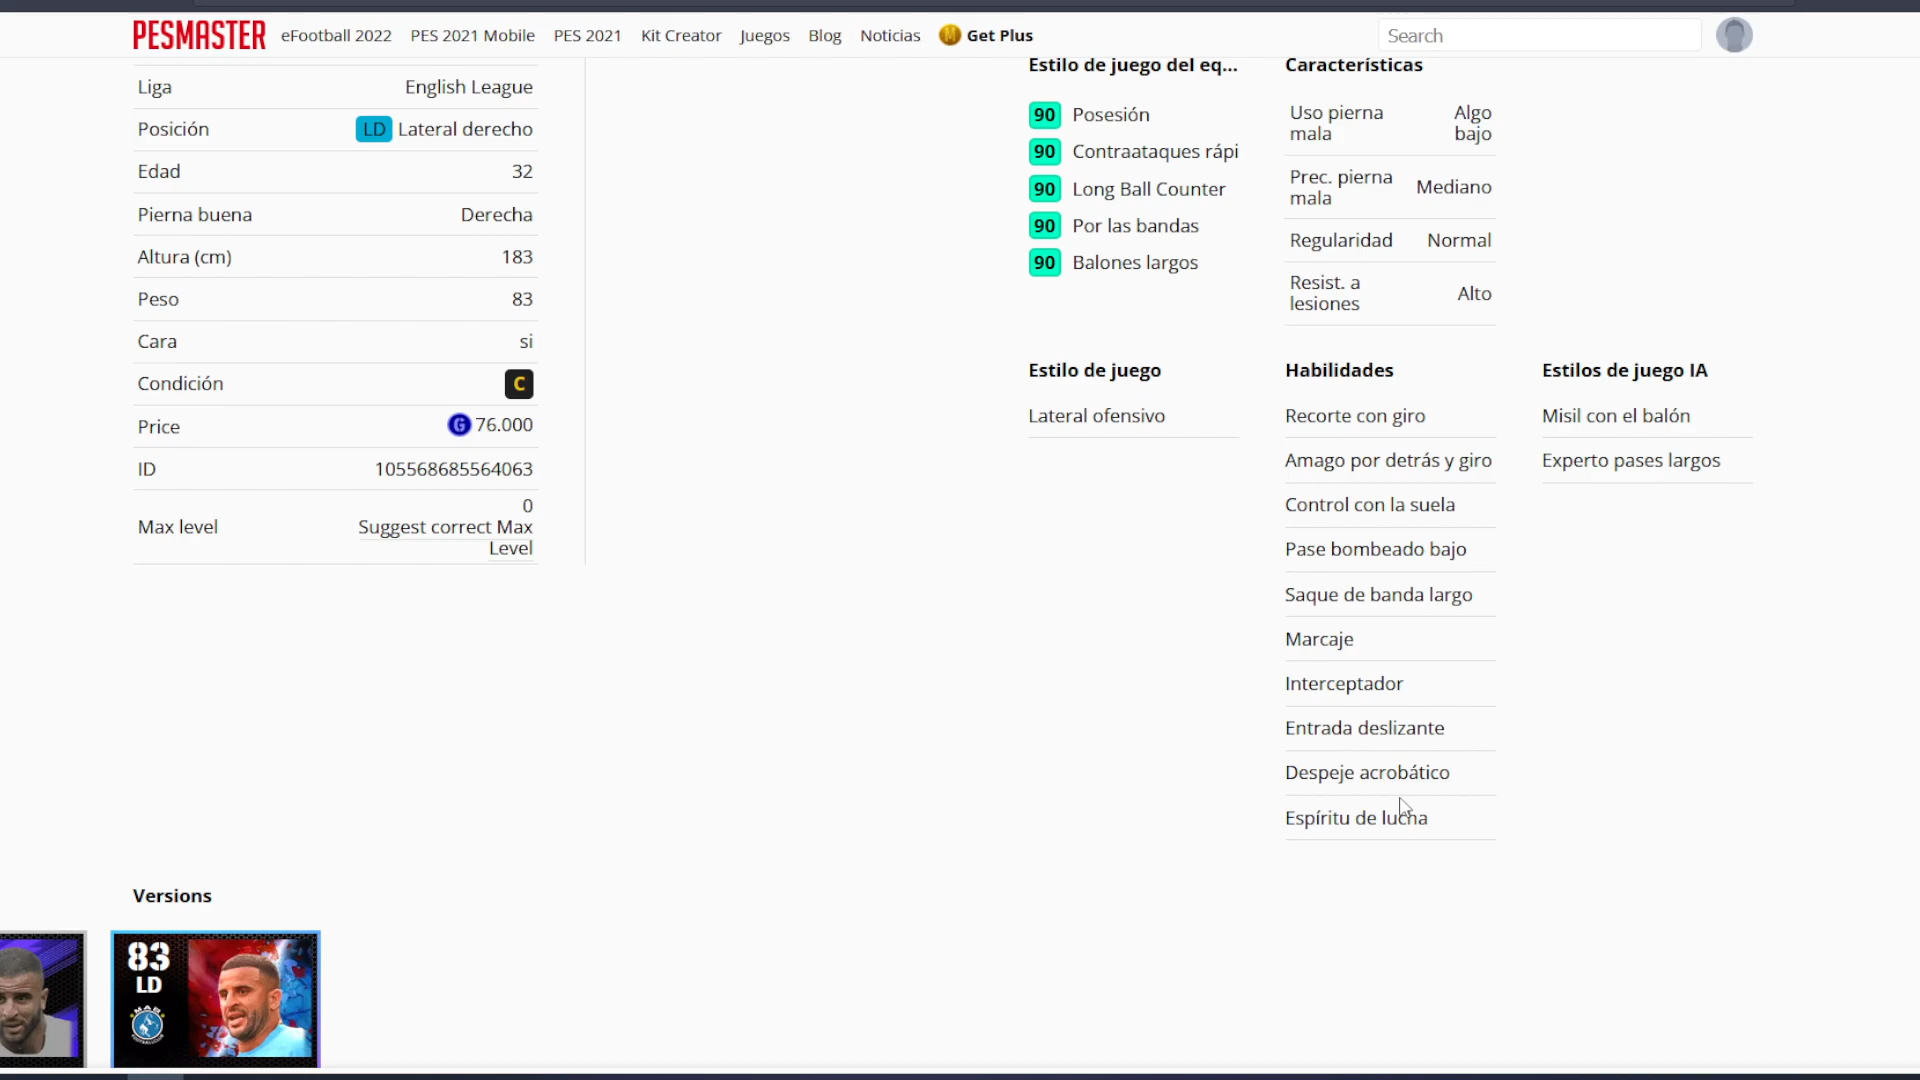 PESMASTER eFootball 2022 PES 2021 Mobile PES 2021 Kit Creator Juegos Blog Noticias Get Plus Search
Liga English League
Posición LD Lateral derecho
Edad 32
Pierna buena Derecha
Altura (cm) 183
Peso 83
Cara si
Condición C
Price G 76.000
ID 105568685564063
Max level 0
Suggest correct Max
Level
Estilo de juego del eq...
90 Posesión
90 Contraataques rápi
90 Long Ball Counter
90 Por las bandas
90 Balones largos
Características
Uso pierna
mala
Algo
bajo
Prec. pierna
mala
Mediano
Regularidad Normal
Resist. a
lesiones
Alto
Estilo de juego
Lateral ofensivo
Habilidades
Recorte con giro
Amago por detrás y giro
Control con la suela
Pase bombeado bajo
Saque de banda largo
Marcaje
Interceptador
Entrada deslizante
Despeje acrobático
Espíritu de lucha
Estilos de juego IA
Misil con el balón
Experto pases largos
Versions
83
LD
MAB